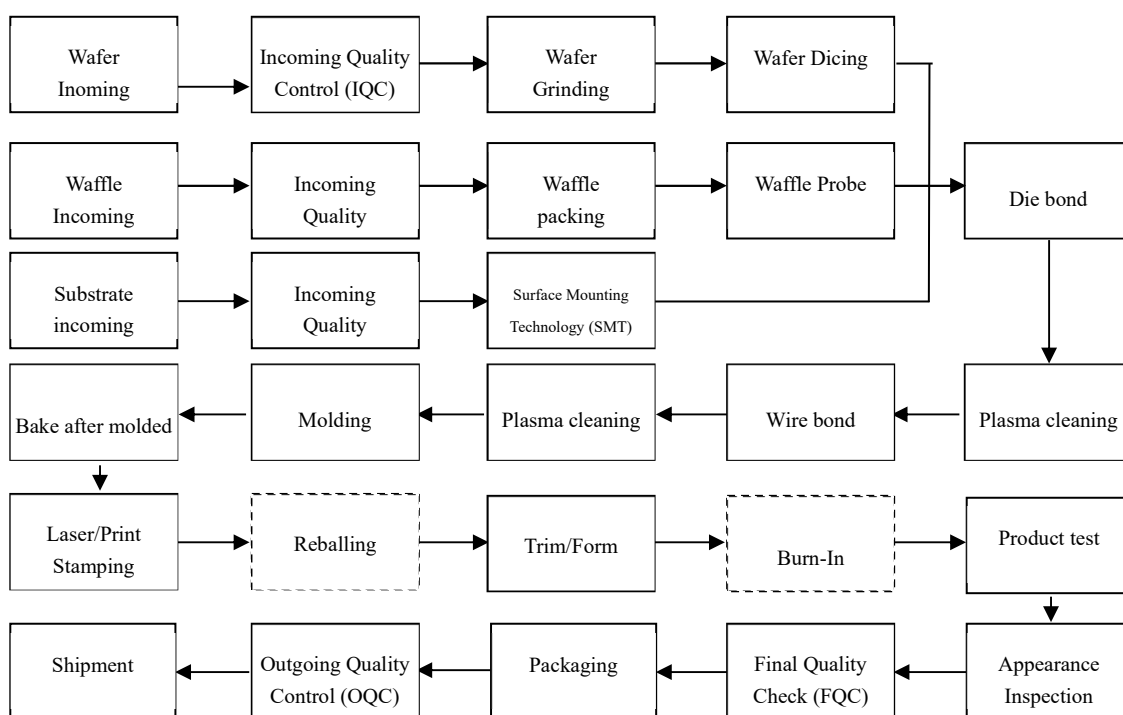 Wafer
Inoming
Incoming Quality
Control (IQC)
Wafer
Grinding
Wafer Dicing
Waffle
Incoming
Incoming
Quality
Waffle
packing
Waffle Probe
Die bond
Substrate
incoming
Incoming
Quality
Surface Mounting
Technology (SMT)
Bake after molded
Molding
Plasma cleaning
Wire bond
Plasma cleaning
Laser/Print
Stamping
Reballing
Trim/Form
Burn-In
Product test
Shipment
Outgoing Quality
Control (OQC)
Packaging
Final Quality
Check (FQC)
Appearance
Inspection